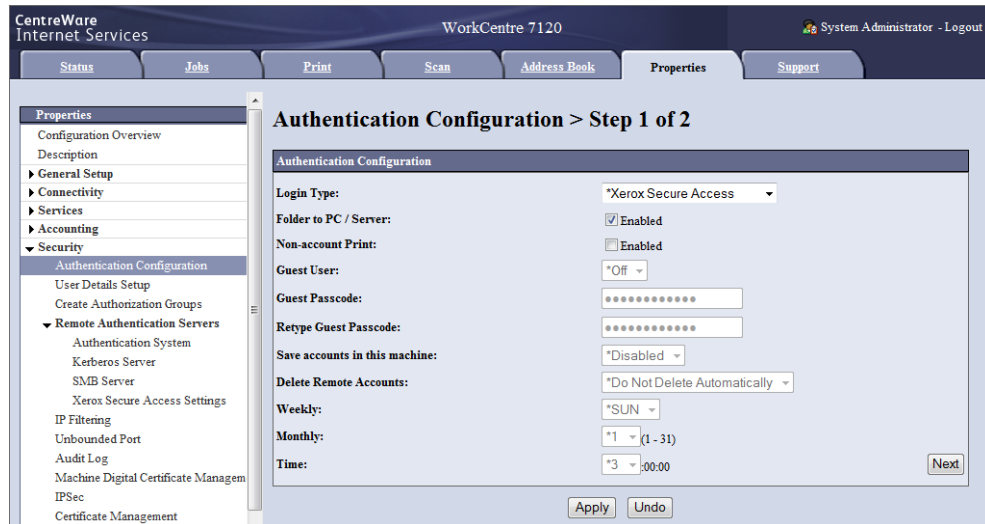 CentreWare
Internet Services
WorkCentre 7120
System Administrator - Logout
Status
Jobs
Print
Scan
Address Book
Properties
Support
Properties
Configuration Overview
Description
General Setup
Connectivity
Services
Accounting
Security
Authentication Configuration
User Details Setup
Create Authorization Groups
Remote Authentication Servers
Authentication System
Kerberos Server
SMB Server
Xerox Secure Access Settings
IP Filtering
Unbounded Port
Audit Log
Machine Digital Certificate Managem
IPSec
Certificate Management
Authentication Configuration > Step 1 of 2
Authentication Configuration
Login Type: *Xerox Secure Access
Folder to PC / Server: Enabled
Non-account Print: Enabled
Guest User: *Off
Guest Passcode: ●●●●●●●●●●●●
Retype Guest Passcode: ●●●●●●●●●●●●
Save accounts in this machine: *Disabled
Delete Remote Accounts: *Do Not Delete Automatically
Weekly: *SUN
Monthly: *1 (1 - 31)
Time: *3 :00:00
Next
Apply Undo